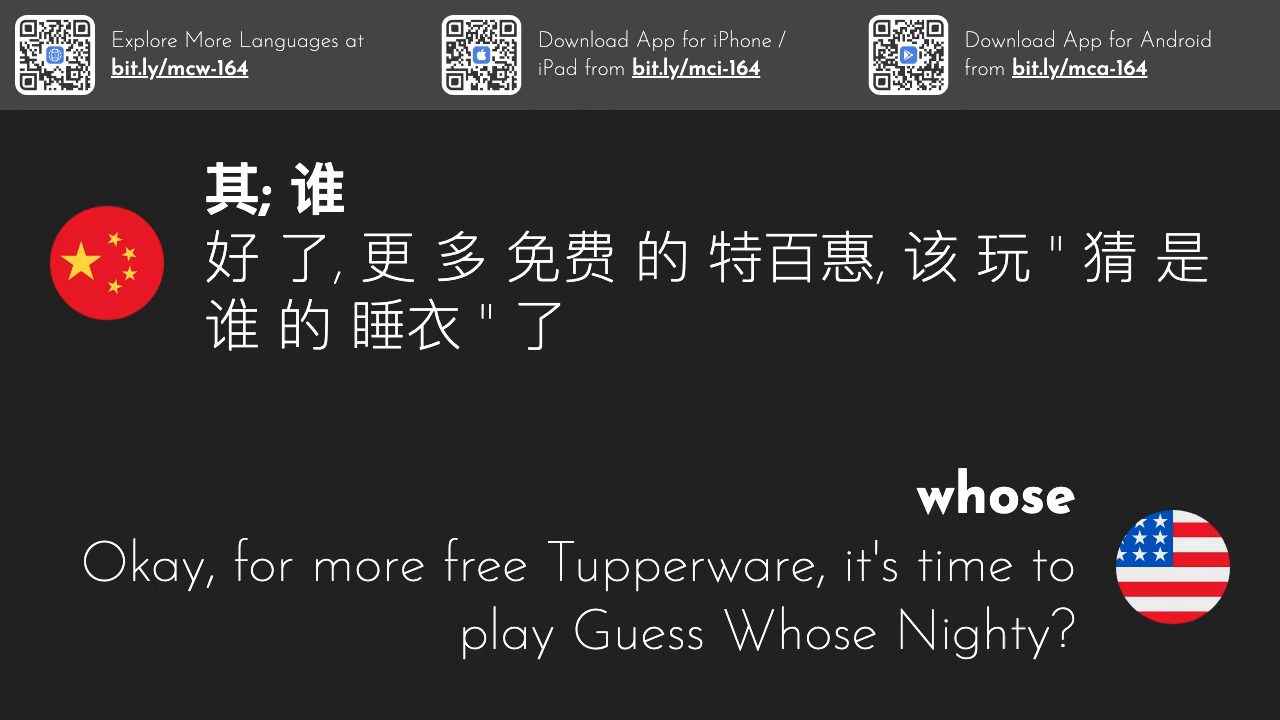 Explore More Languages at
bit.ly/mcw-164
Download App for iPhone /
iPad from bit.ly/mci-164
Download App for Android
from bit.ly/mca-164
其; 谁
好 了, 更 多 免费 的 特百惠, 该 玩 " 猜 是
谁 的 睡衣 " 了
whose
Okay, for more free Tupperware, it's time to
play Guess Whose Nighty?